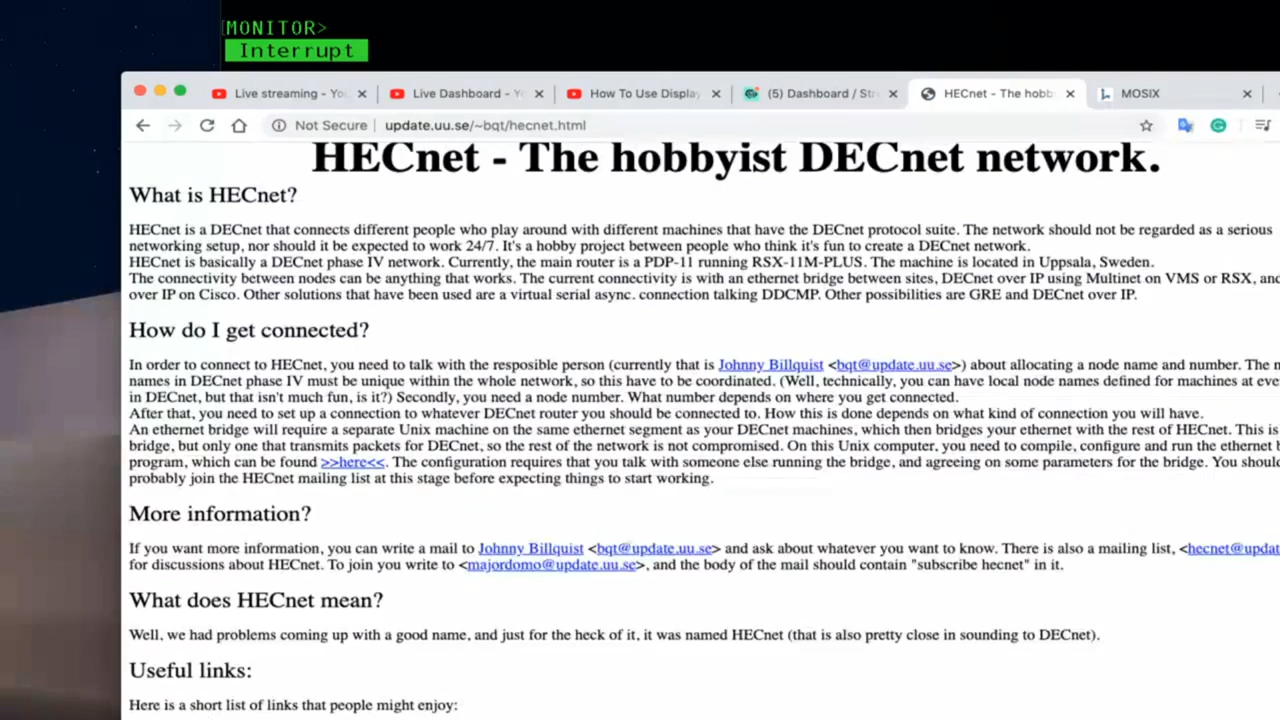 [MONITOR>
Interrupt
Live streaming - Yo
Live Dashboard - Y
How To Use Display
(5) Dashboard / Str
HECnet - The hobb
MOSIX
Not Secure
update.uu.se/~bqt/hecnet.html
HECnet - The hobbyist DECnet network.
What is HECnet?
HECnet is a DECnet that connects different people who play around with different machines that have the DECnet protocol suite. The network should not be regarded as a serious
networking setup, nor should it be expected to work 24/7. It's a hobby project between people who think it's fun to create a DECnet network.
HECnet is basically a DECnet phase IV network. Currently, the main router is a PDP-11 running RSX-11M-PLUS. The machine is located in Uppsala, Sweden.
The connectivity between nodes can be anything that works. The current connectivity is with an ethernet bridge between sites, DECnet over IP using Multinet on VMS or RSX, and
over IP on Cisco. Other solutions that have been used are a virtual serial async. connection talking DDCMP. Other possibilities are GRE and DECnet over IP.
How do I get connected?
In order to connect to HECnet, you need to talk with the resposible person (currently that is Johnny Billquist <bqt@update.uu.se>) about allocating a node name and number. The n
names in DECnet phase IV must be unique within the whole network, so this have to be coordinated. (Well, technically, you can have local node names defined for machines at eve
in DECnet, but that isn't much fun, is it?) Secondly, you need a node number. What number depends on where you get connected.
After that, you need to set up a connection to whatever DECnet router you should be connected to. How this is done depends on what kind of connection you will have.
An ethernet bridge will require a separate Unix machine on the same ethernet segment as your DECnet machines, which then bridges your ethernet with the rest of HECnet. This is
bridge, but only one that transmits packets for DECnet, so the rest of the network is not compromised. On this Unix computer, you need to compile, configure and run the ethernet b
program, which can be found >>here<<. The configuration requires that you talk with someone else running the bridge, and agreeing on some parameters for the bridge. You shoul
probably join the HECnet mailing list at this stage before expecting things to start working.
More information?
If you want more information, you can write a mail to Johnny Billquist <bqt@update.uu.se> and ask about whatever you want to know. There is also a mailing list, <hecnet@updat
for discussions about HECnet. To join you write to <majordomo@update.uu.se>, and the body of the mail should contain "subscribe hecnet" in it.
What does HECnet mean?
Well, we had problems coming up with a good name, and just for the heck of it, it was named HECnet (that is also pretty close in sounding to DECnet).
Useful links:
Here is a short list of links that people might enjoy: